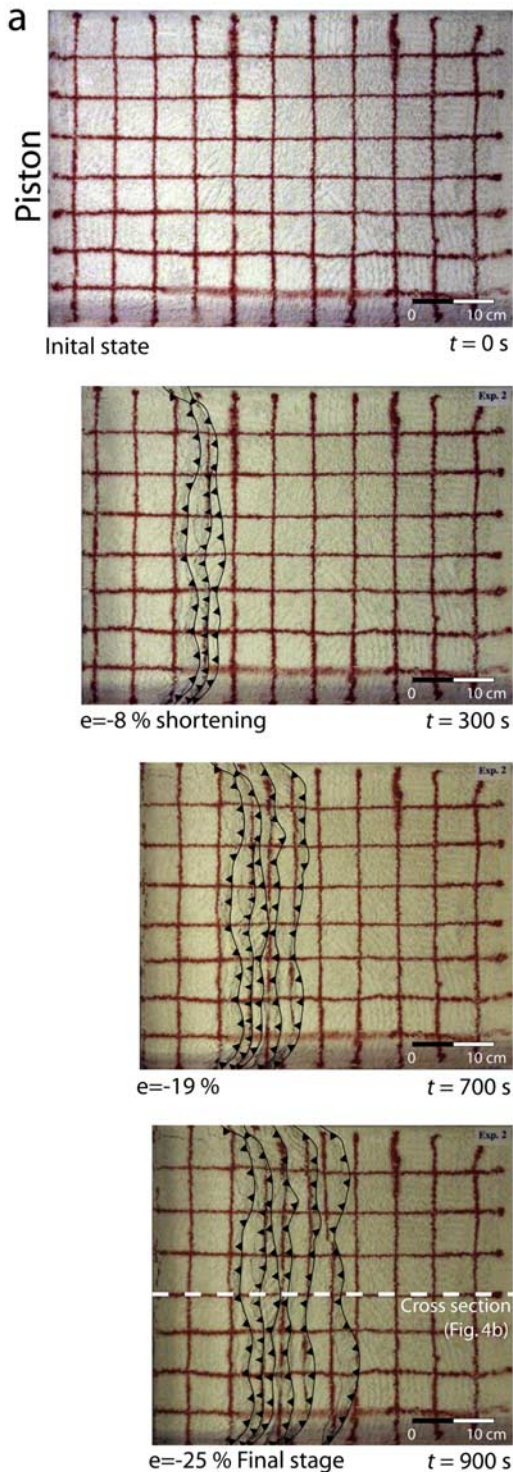 a
Piston
0 10 cm
Inital state t = 0 s
Exp. 2
0 10 cm
e=-8 % shortening t = 300 s
Exp. 2
0 10 cm
e=-19 % t = 700 s
Exp. 2
Cross section
(Fig. 4b)
0 10 cm
e=-25 % Final stage t = 900 s